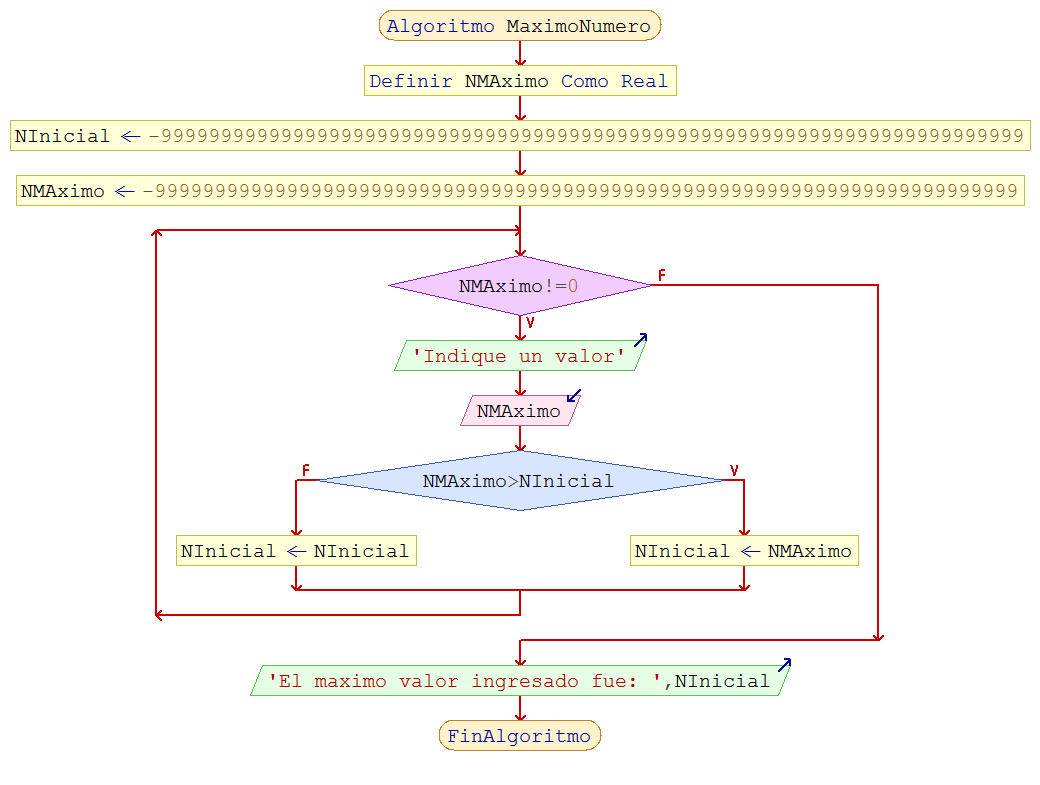 Algoritmo MaximoNumero
Definir NMAximo Como Real
NInicial ← -999999999999999999999999999999999999999999999999999999999999999999999999
NMAximo ← -999999999999999999999999999999999999999999999999999999999999999999999999
NMAximo!=0
F
V
'Indique un valor'
NMAximo
F
V
NMAximo>NInicial
NInicial ← NInicial
NInicial ← NMAximo
'El maximo valor ingresado fue: ',NInicial
FinAlgoritmo